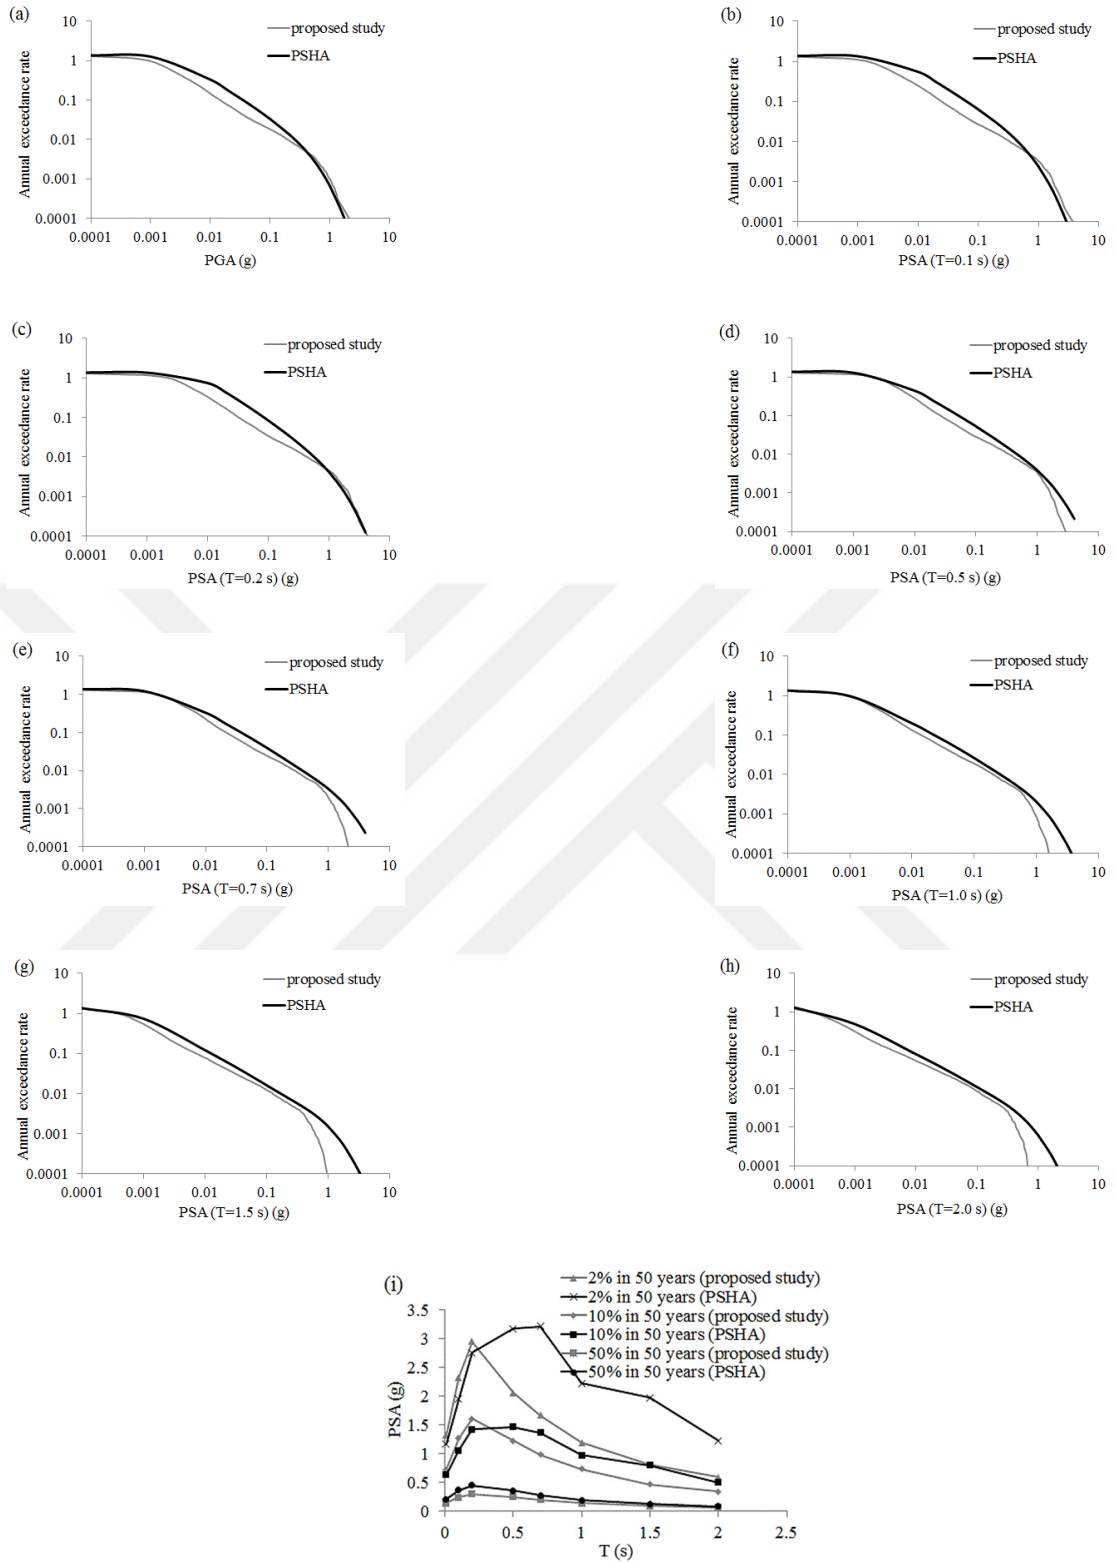 (a)
proposed study
PSHA
Annual exceedance rate
10
1
0.1
0.01
0.001
0.0001
0.0001 0.001 0.01 0.1 1 10
PGA (g)
(b)
proposed study
PSHA
Annual exceedance rate
10
1
0.1
0.01
0.001
0.0001
0.0001 0.001 0.01 0.1 1 10
PSA (T=0.1 s) (g)
(c)
proposed study
PSHA
Annual exceedance rate
10
1
0.1
0.01
0.001
0.0001
0.0001 0.001 0.01 0.1 1 10
PSA (T=0.2 s) (g)
(d)
proposed study
PSHA
Annual exceedance rate
10
1
0.1
0.01
0.001
0.0001
0.0001 0.001 0.01 0.1 1 10
PSA (T=0.5 s) (g)
(e)
proposed study
PSHA
Annual exceedance rate
10
1
0.1
0.01
0.001
0.0001
0.0001 0.001 0.01 0.1 1 10
PSA (T=0.7 s) (g)
(f)
proposed study
PSHA
Annual exceedance rate
10
1
0.1
0.01
0.001
0.0001
0.0001 0.001 0.01 0.1 1 10
PSA (T=1.0 s) (g)
(g)
proposed study
PSHA
Annual exceedance rate
10
1
0.1
0.01
0.001
0.0001
0.0001 0.001 0.01 0.1 1 10
PSA (T=1.5 s) (g)
(h)
proposed study
PSHA
Annual exceedance rate
10
1
0.1
0.01
0.001
0.0001
0.0001 0.001 0.01 0.1 1 10
PSA (T=2.0 s) (g)
(i)
2% in 50 years (proposed study)
2% in 50 years (PSHA)
10% in 50 years (proposed study)
10% in 50 years (PSHA)
50% in 50 years (proposed study)
50% in 50 years (PSHA)
PSA (g)
3.5
3
2.5
2
1.5
1
0.5
0
0 0.5 1 1.5 2 2.5
T (s)